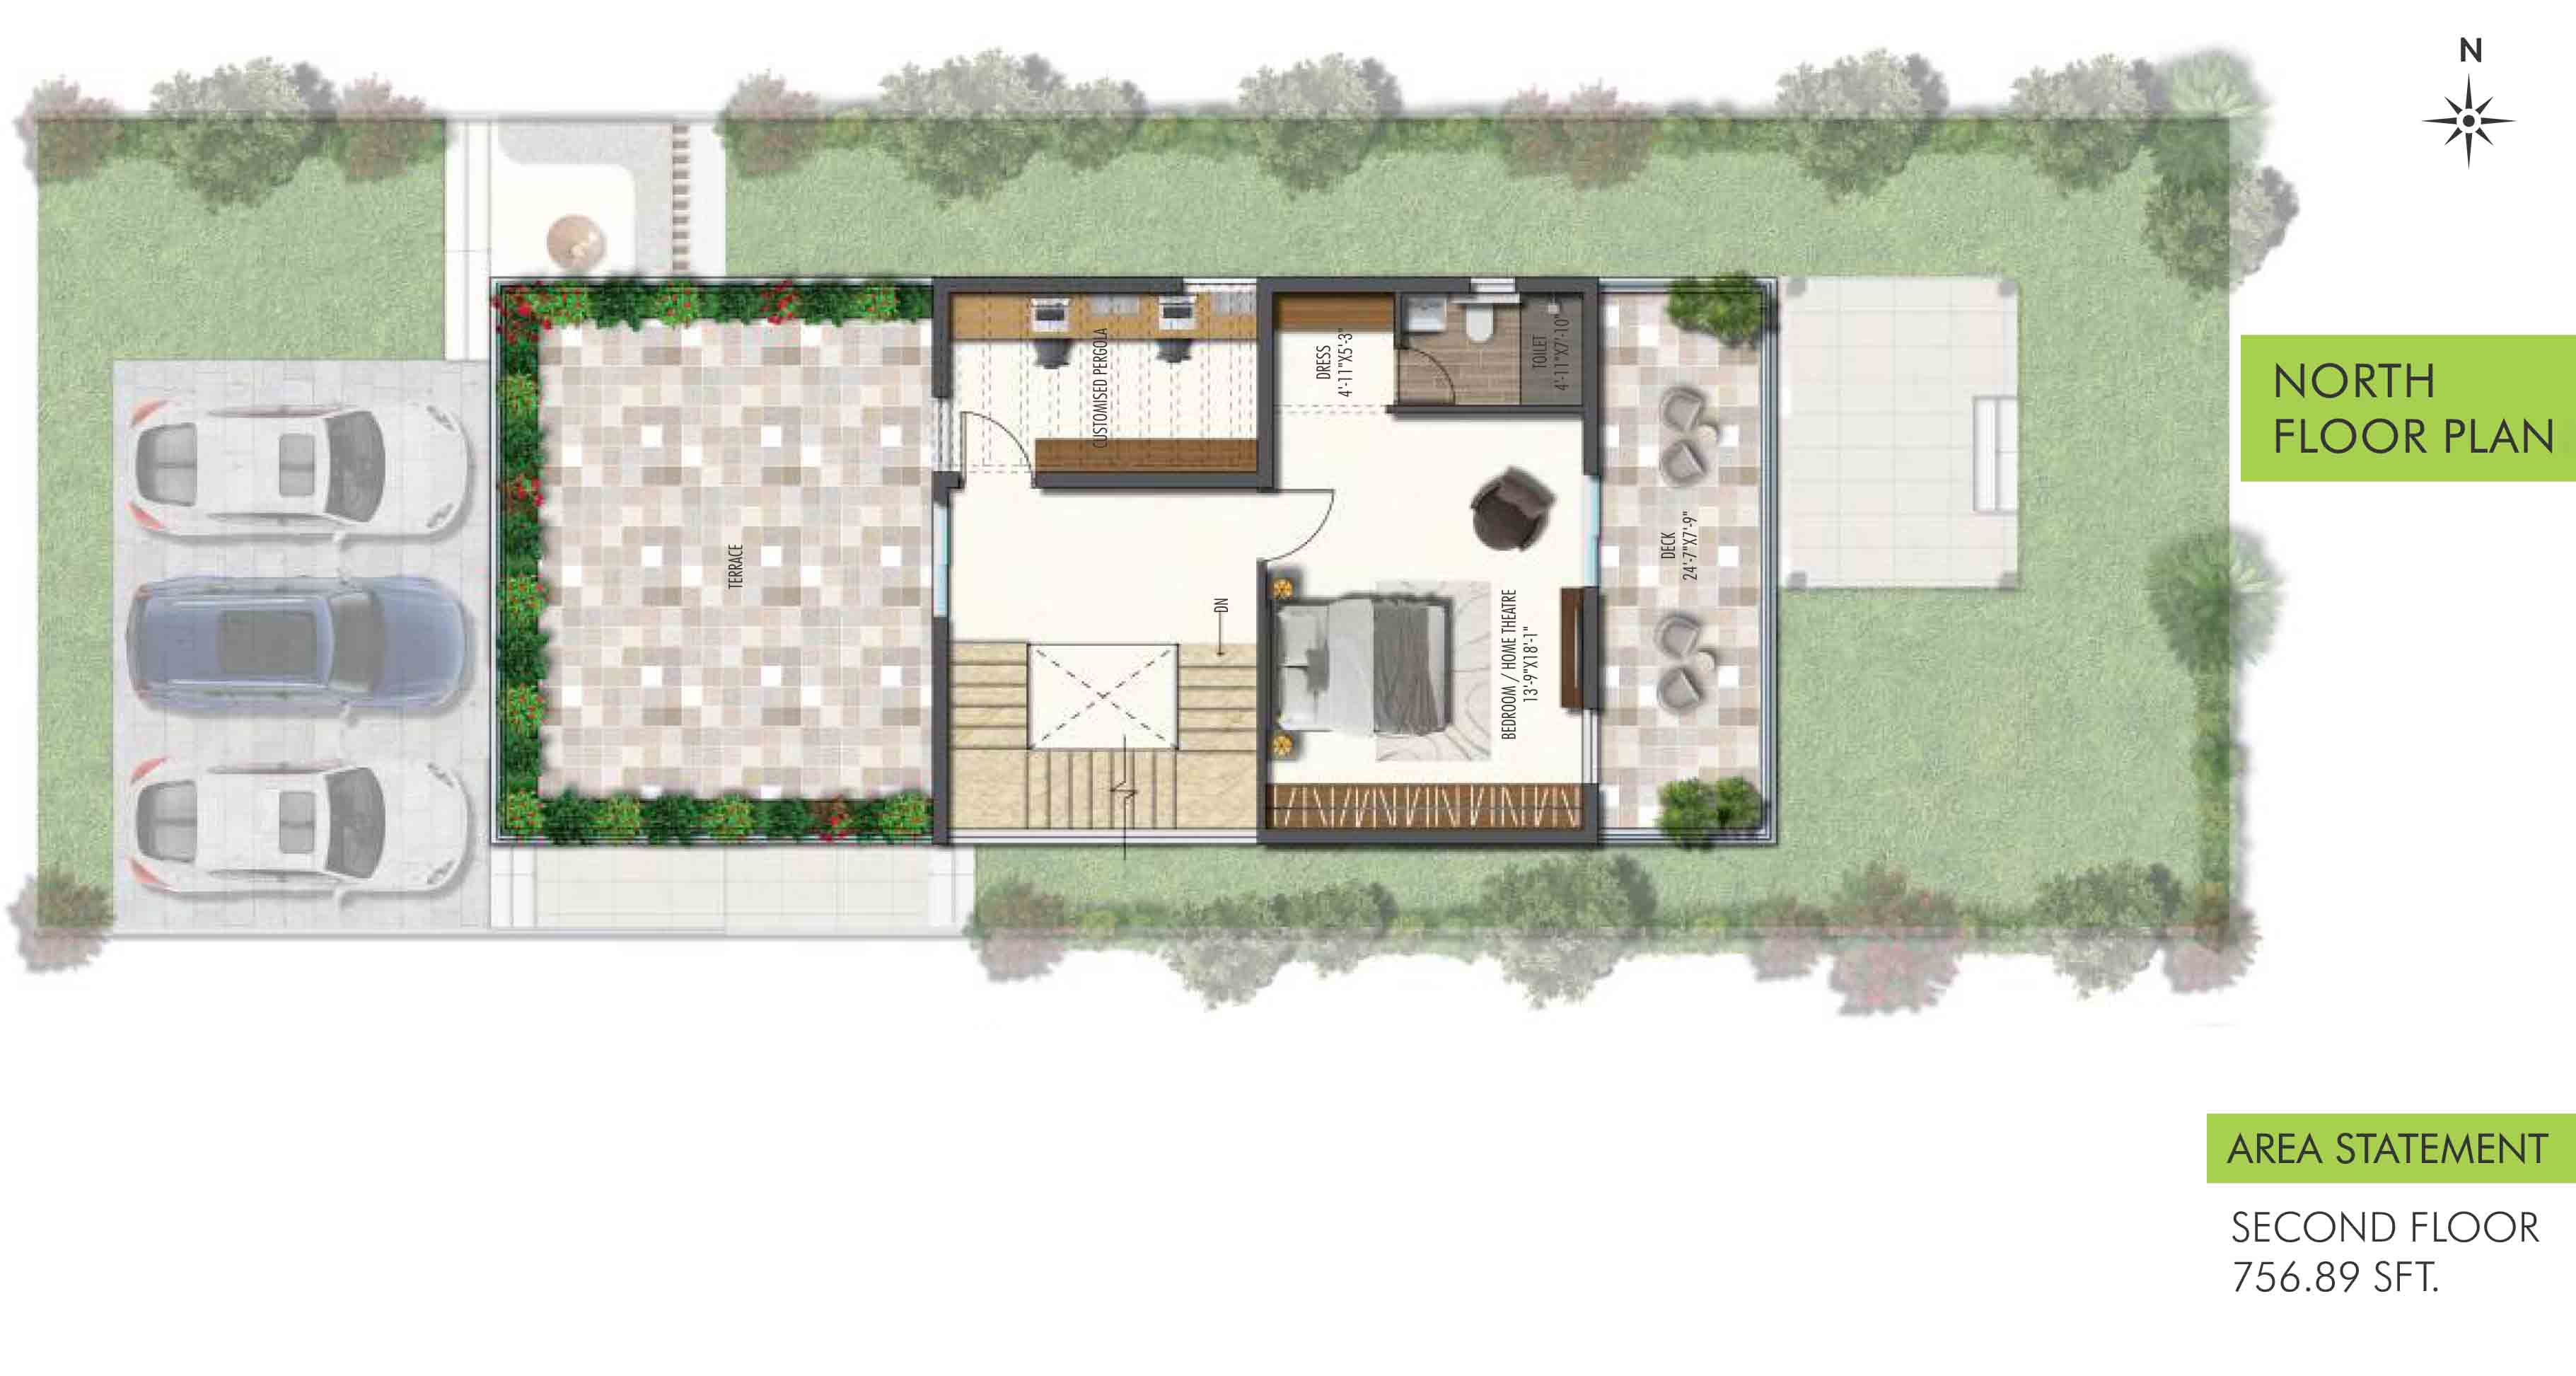 N
NORTH
FLOOR PLAN
TERRACE
CUSTOMISED PERGOLA
DRESS
4'-11"X5'-3"
TOILET
4'-11"X7'-10"
DN
BEDROOM / HOME THEATRE
13'-9"X18'-1"
DECK
24'-7"X7'-9"
AREA STATEMENT
SECOND FLOOR
756.89 SFT.